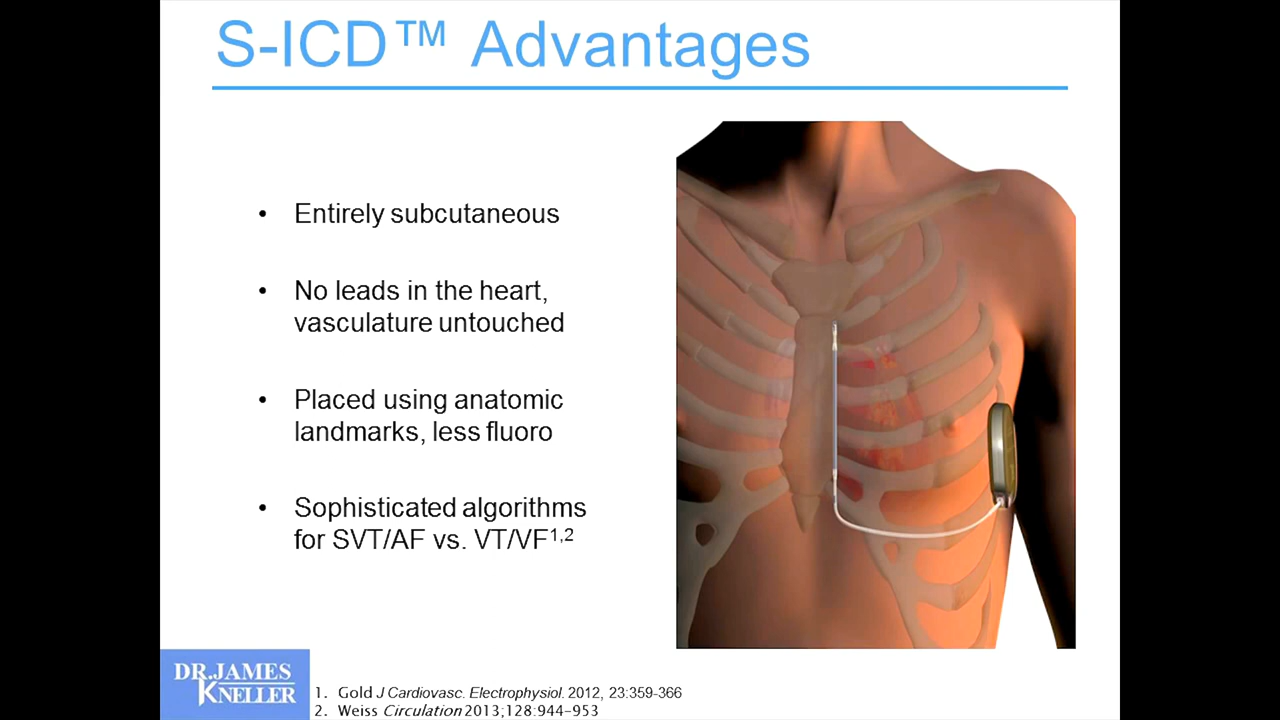 S-ICD™ Advantages
• Entirely subcutaneous
• No leads in the heart,
vasculature untouched
• Placed using anatomic
landmarks, less fluoro
• Sophisticated algorithms
for SVT/AF vs. VT/VF1,2
DR.JAMES
KNELLER
1. Gold J Cardiovasc. Electrophysiol. 2012, 23:359-366
2. Weiss Circulation 2013;128:944-953